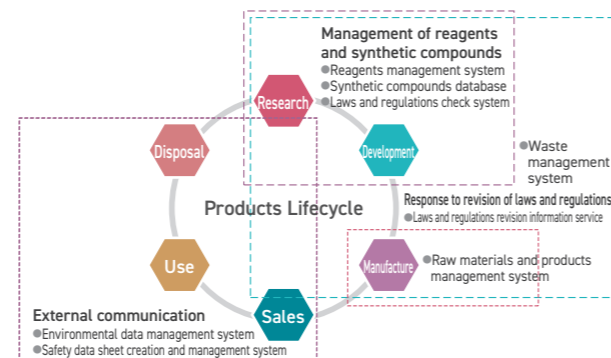 Management of reagents
and synthetic compounds
●Reagents management system
●Synthetic compounds database
●Laws and regulations check system
Research
Disposal
Development
●Waste
management
system
Response to revision of laws and regulations
●Laws and regulations revision information service
Products Lifecycle
Use
Manufacture
●Raw materials and products
management system
Sales
External communication
●Environmental data management system
●Safety data sheet creation and management system